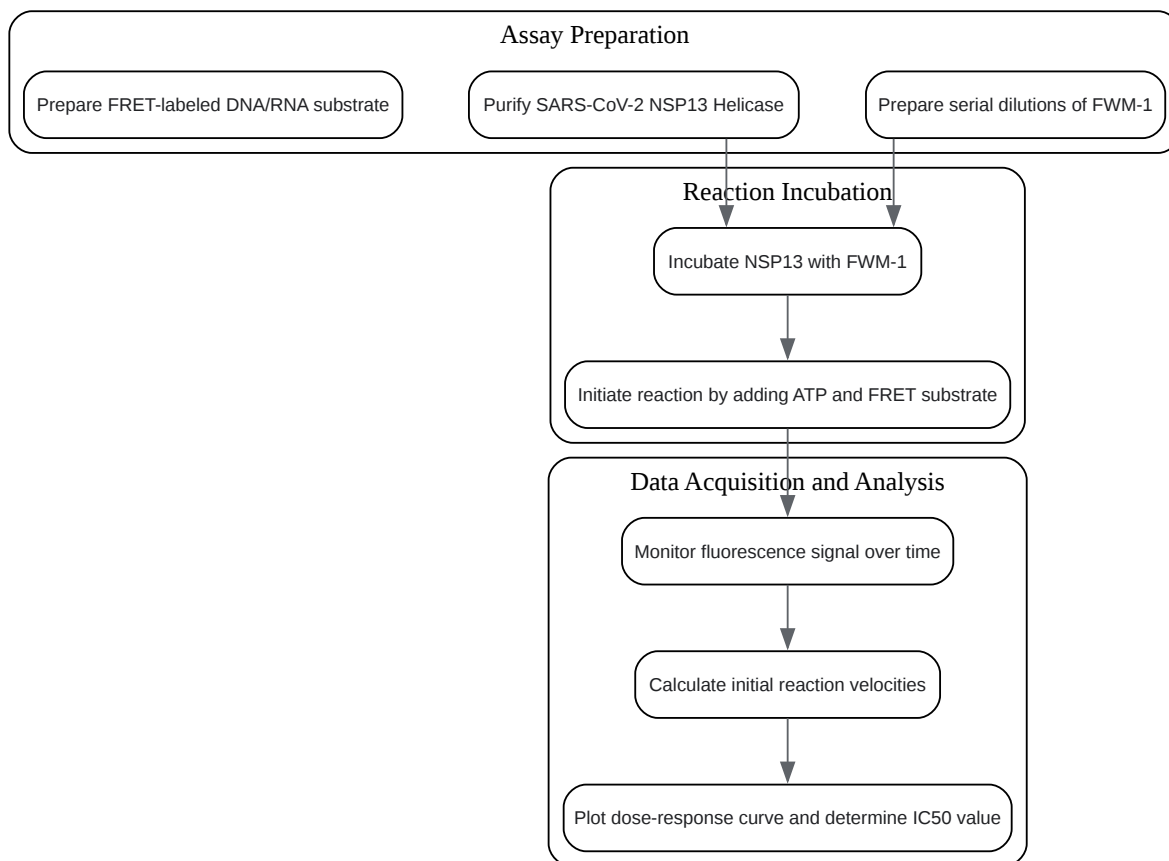 Assay Preparation
Prepare FRET-labeled DNA/RNA substrate
Purify SARS-CoV-2 NSP13 Helicase
Prepare serial dilutions of FWM-1
Reaction Incubation
Incubate NSP13 with FWM-1
Initiate reaction by adding ATP and FRET substrate
Data Acquisition and Analysis
Monitor fluorescence signal over time
Calculate initial reaction velocities
Plot dose-response curve and determine IC50 value